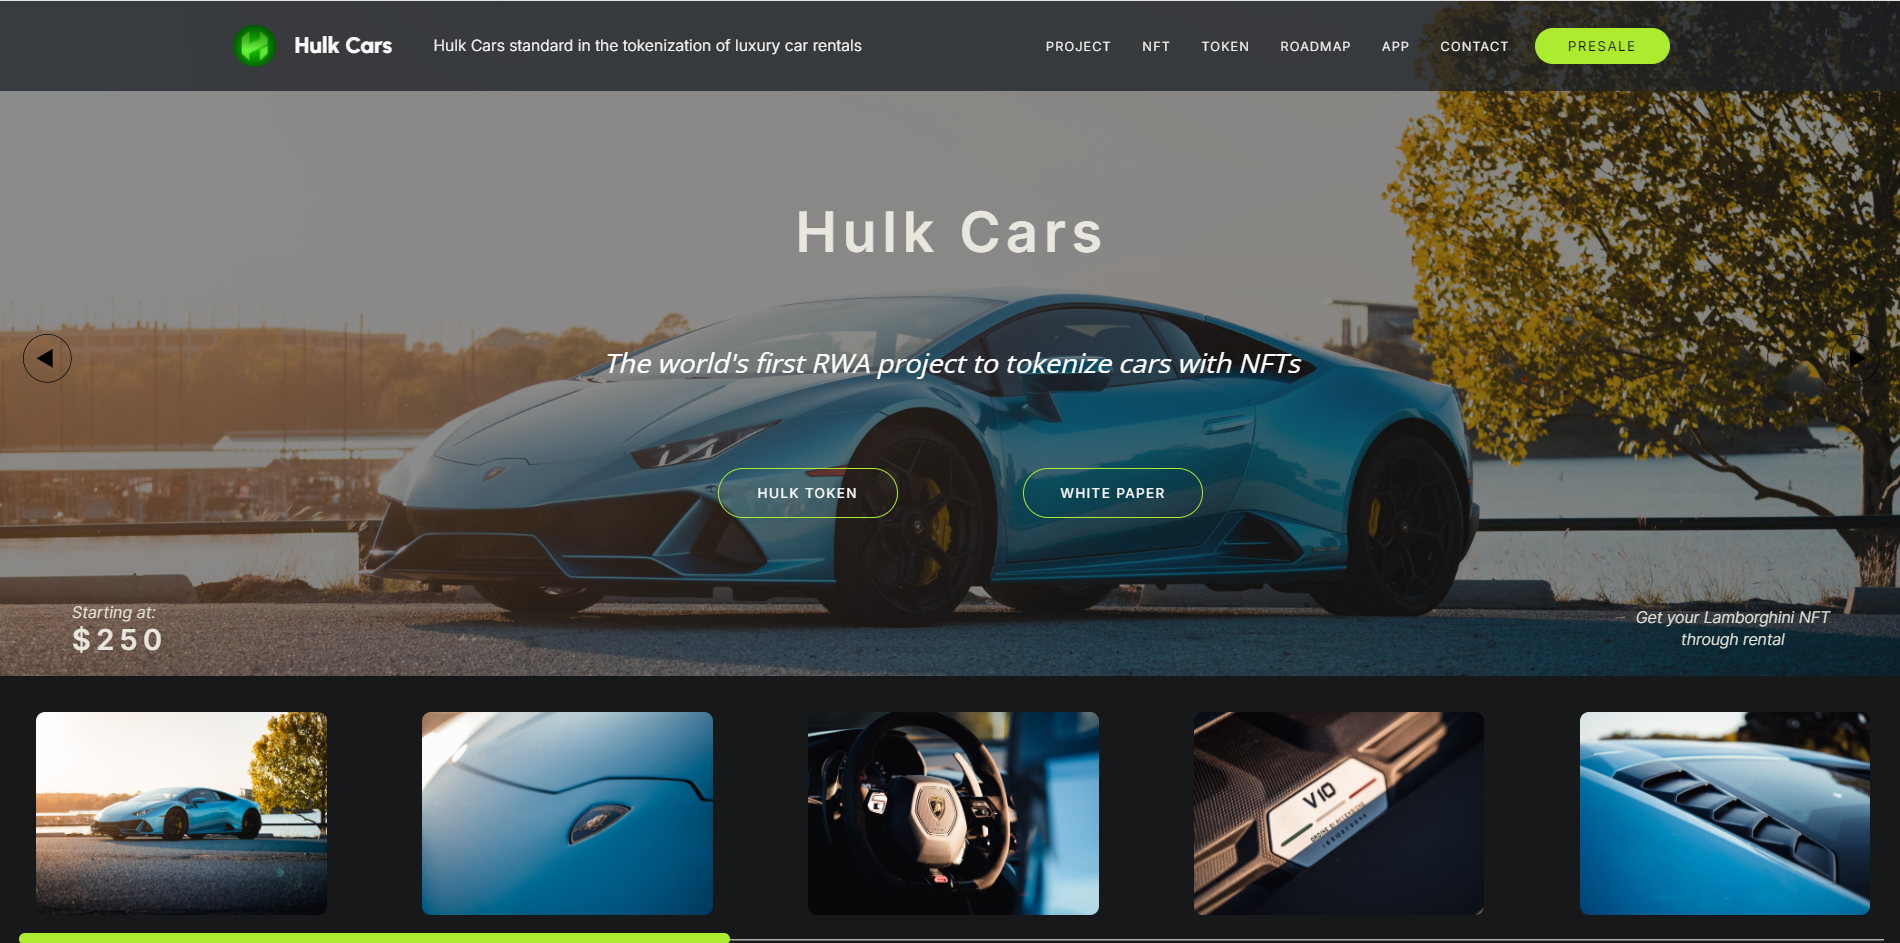 Hulk Cars
Hulk Cars standard in the tokenization of luxury car rentals
PROJECT
NFT
TOKEN
ROADMAP
APP
CONTACT
PRESALE
Hulk Cars
The world's first RWA project to tokenize cars with NFTs
HULK TOKEN
WHITE PAPER
Starting at:
$250
Get your Lamborghini NFT
through rental
V10